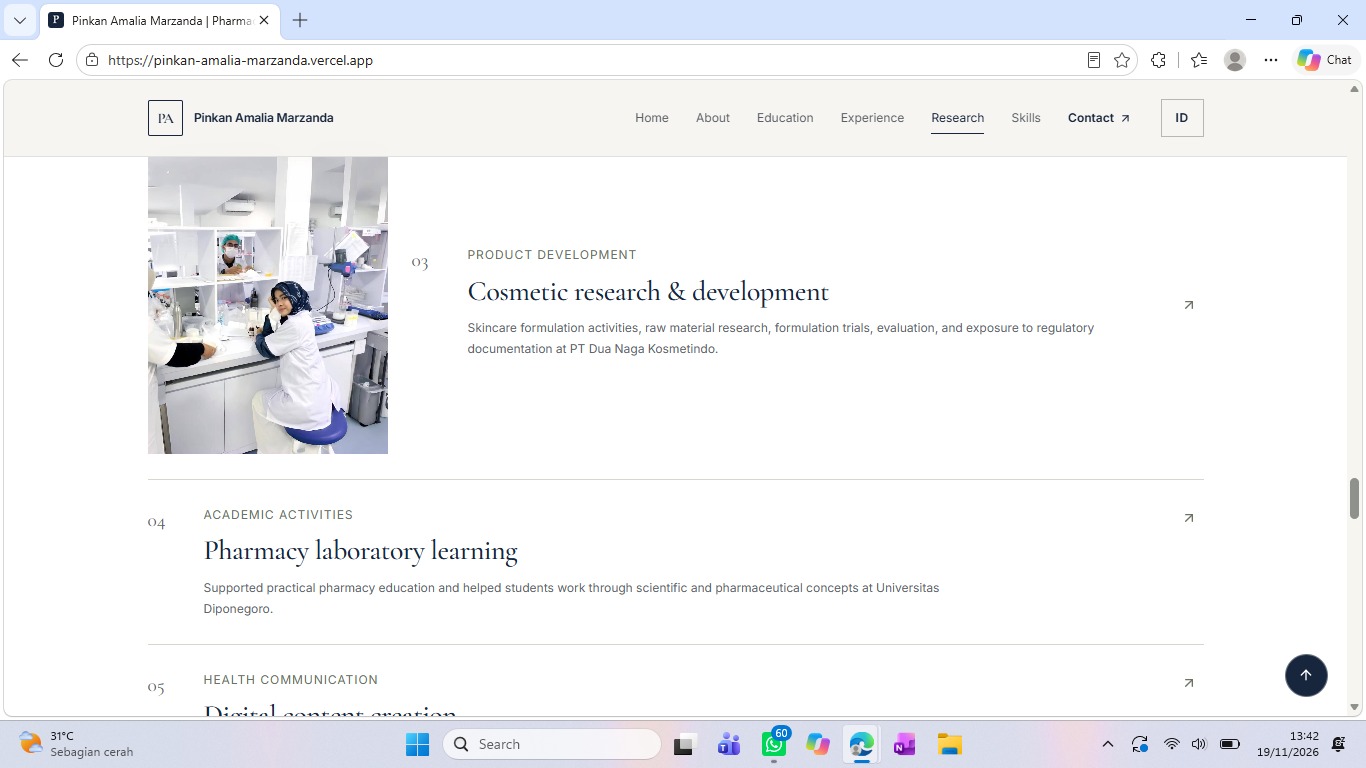 Pinkan Amalia Marzanda | Pharma
https://pinkan-amalia-marzanda.vercel.app
Chat
PA
Pinkan Amalia Marzanda
Home
About
Education
Experience
Research
Skills
Contact
ID
03
PRODUCT DEVELOPMENT
Cosmetic research & development
Skincare formulation activities, raw material research, formulation trials, evaluation, and exposure to regulatory
documentation at PT Dua Naga Kosmetindo.
04
ACADEMIC ACTIVITIES
Pharmacy laboratory learning
Supported practical pharmacy education and helped students work through scientific and pharmaceutical concepts at Universitas
Diponegoro.
05
HEALTH COMMUNICATION
Digital content creation
31°C
Sebagian cerah
Search
60
13:42
19/11/2026